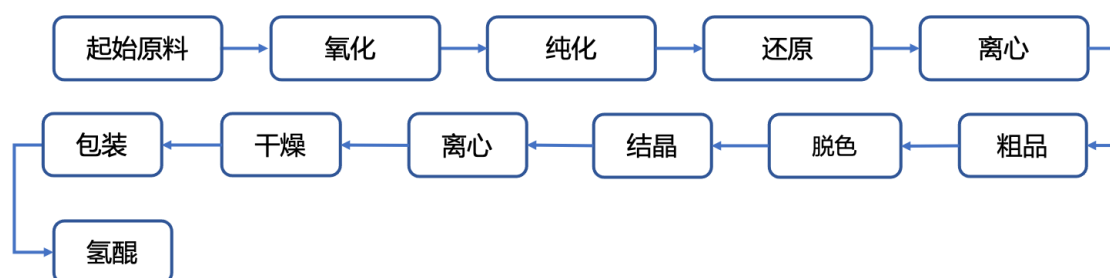 起始原料 氧化 纯化 还原 离心
包装 干燥 离心 结晶 脱色 粗品
氢醌